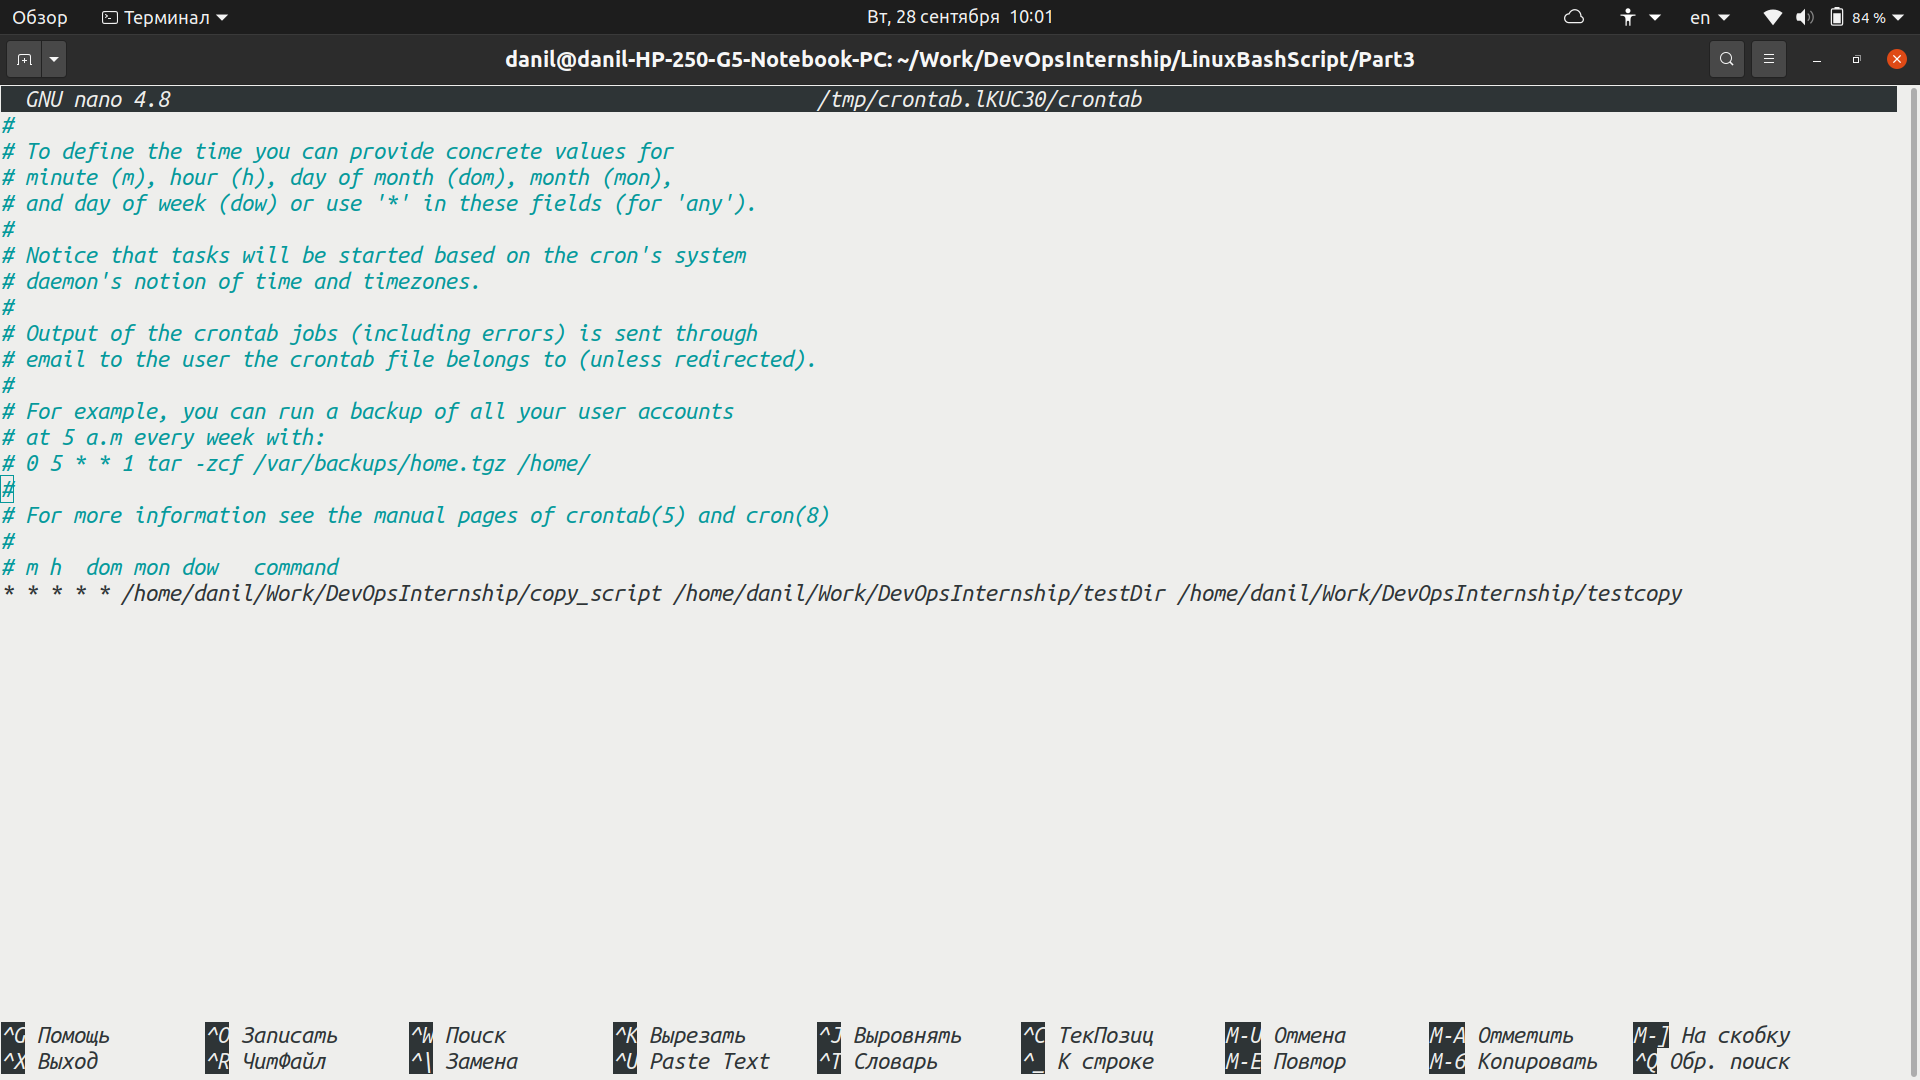 Обзор Терминал Вт, 28 сентября 10:01 en 84 %
danil@danil-HP-250-G5-Notebook-PC: ~/Work/DevOpsInternship/LinuxBashScript/Part3
GNU nano 4.8 /tmp/crontab.lKUC30/crontab
#
# To define the time you can provide concrete values for
# minute (m), hour (h), day of month (dom), month (mon),
# and day of week (dow) or use '*' in these fields (for 'any').
#
# Notice that tasks will be started based on the cron's system
# daemon's notion of time and timezones.
#
# Output of the crontab jobs (including errors) is sent through
# email to the user the crontab file belongs to (unless redirected).
#
# For example, you can run a backup of all your user accounts
# at 5 a.m every week with:
# 0 5 * * 1 tar -zcf /var/backups/home.tgz /home/
#
# For more information see the manual pages of crontab(5) and cron(8)
#
# m h  dom mon dow   command
* * * * * /home/danil/Work/DevOpsInternship/copy_script /home/danil/Work/DevOpsInternship/testDir /home/danil/Work/DevOpsInternship/testcopy
^G Помощь ^O Записать ^W Поиск ^K Вырезать ^J Выровнять ^C ТекПозиц M-U Отмена M-A Отметить M-] На скобку
^X Выход ^R ЧитФайл ^\ Замена ^U Paste Text ^T Словарь ^_ К строке M-E Повтор M-6 Копировать ^Q Обр. поиск